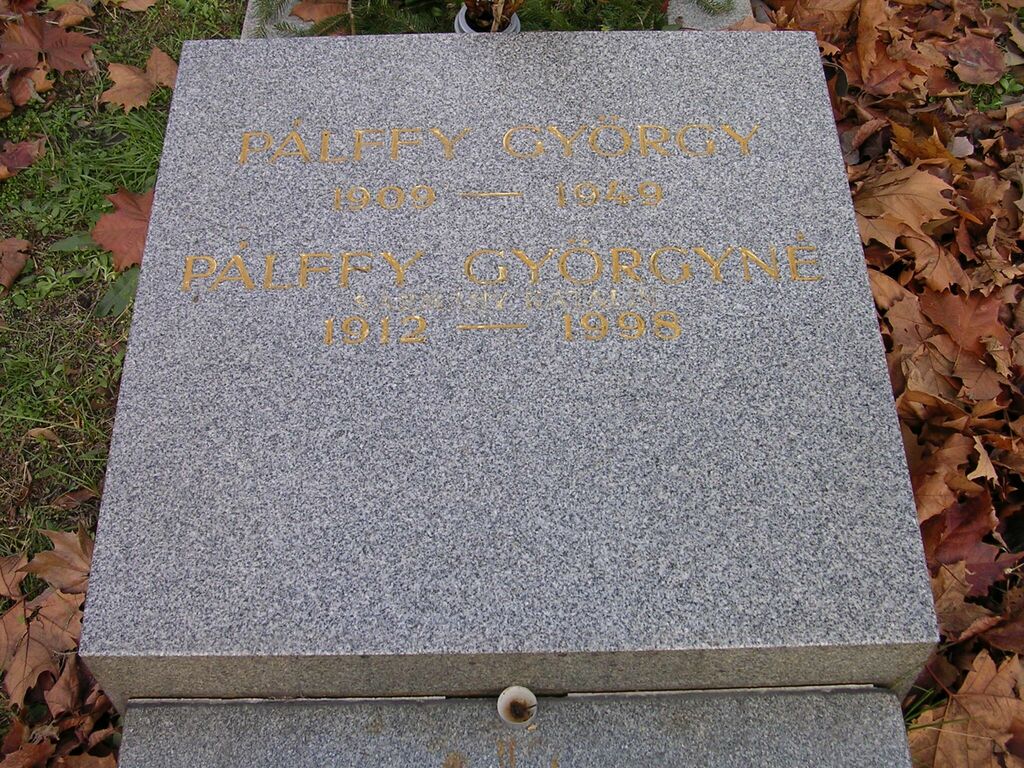 PÁLFFY GYÖRGY
1909 — 1949
PÁLFFY GYÖRGYNÉ
1912 — 1998